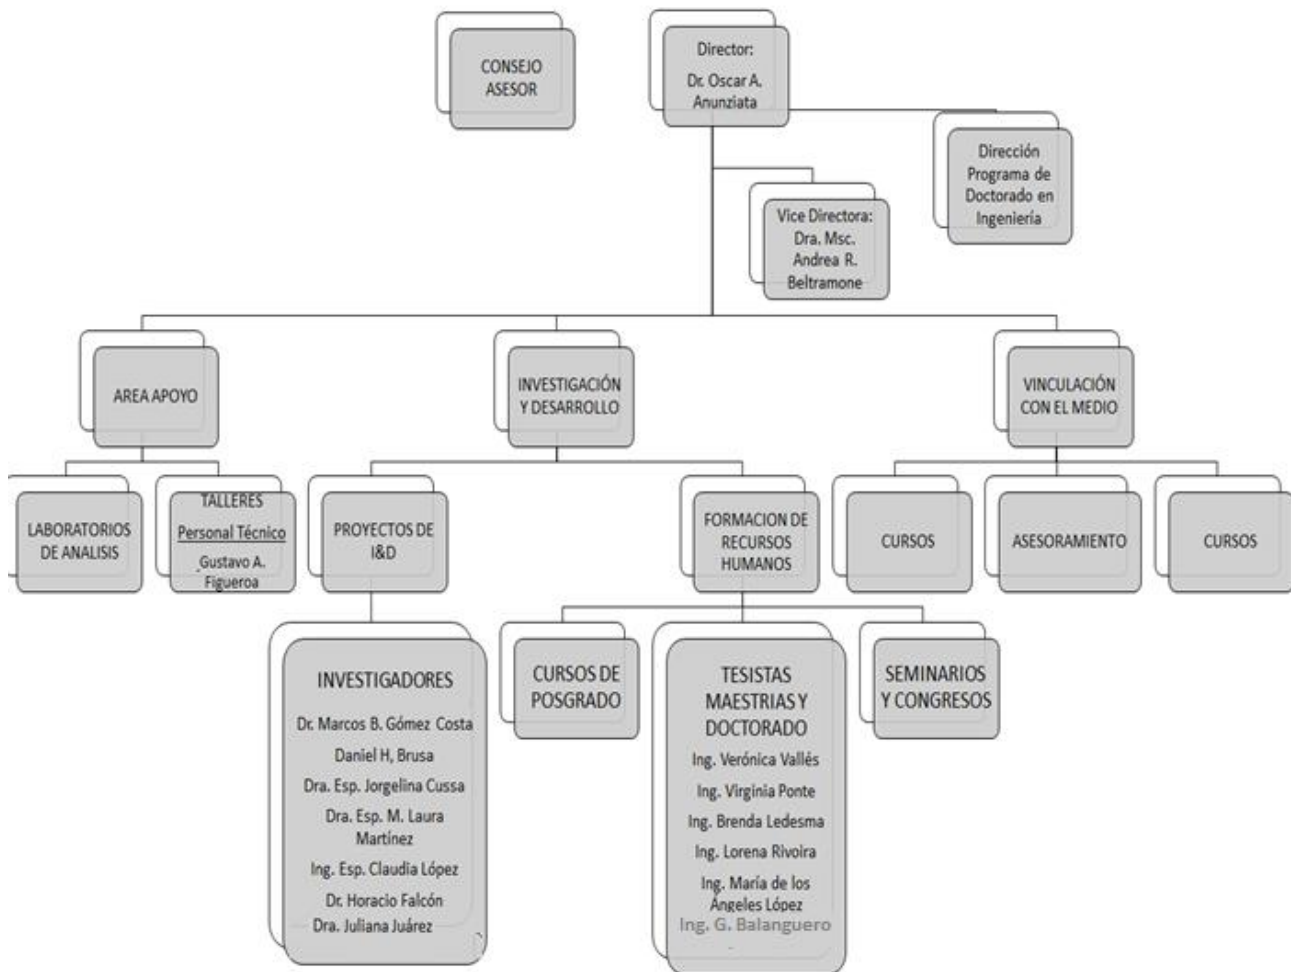 CONSEJO
ASESOR
Director:
Dr. Oscar A.
Anunziata
Dirección
Programa de
Doctorado en
Ingeniería
Vice Directora:
Dra. Msc.
Andrea R.
Beltramone
AREA APOYO
INVESTIGACIÓN
Y DESARROLLO
VINCULACIÓN
CON EL MEDIO
LABORATORIOS
DE ANALISIS
TALLERES
Personal Técnico
Gustavo A.
Figueroa
PROYECTOS DE
I&D
FORMACION DE
RECURSOS
HUMANOS
CURSOS
ASESORAMIENTO
CURSOS
INVESTIGADORES
Dr. Marcos B. Gómez Costa
Daniel H, Brusa
Dra. Esp. Jorgelina Cussa
Dra. Esp. M. Laura
Martínez
Ing. Esp. Claudia López
Dr. Horacio Falcón
Dra. Juliana Juárez
CURSOS DE
POSGRADO
TESISTAS
MAESTRIAS Y
DOCTORADO
Ing. Verónica Vallés
Ing. Virginia Ponte
Ing. Brenda Ledesma
Ing. Lorena Rivoira
Ing. María de los
Ángeles López
Ing. G. Balanguero
SEMINARIOS
Y CONGRESOS